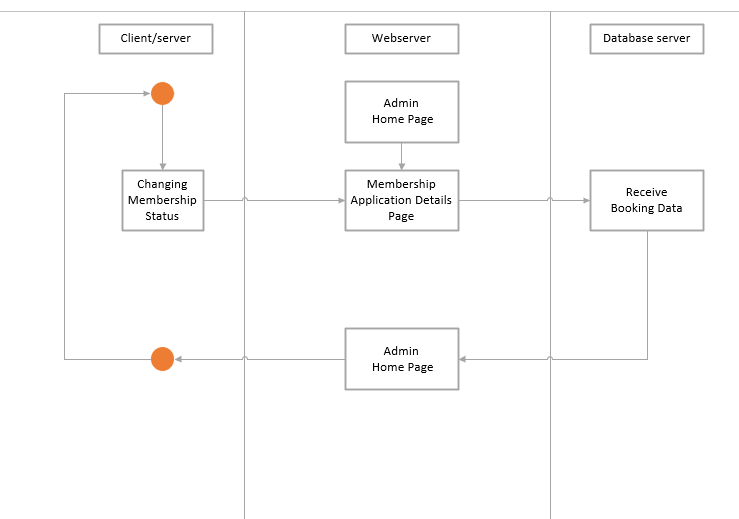 Client/server
Webserver
Database server
Admin
Home Page
Changing
Membership
Status
Membership
Application Details
Page
Receive
Booking Data
Admin
Home Page